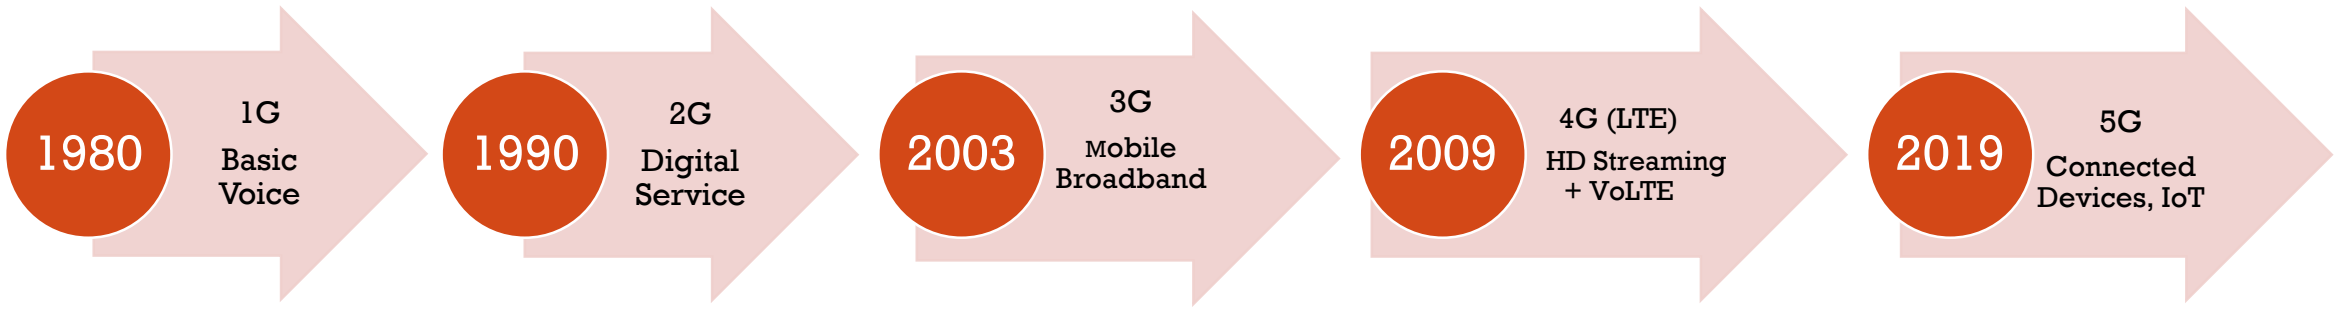 1980
1G
Basic
Voice
1990
2G
Digital
Service
2003
3G
Mobile
Broadband
2009
4G (LTE)
HD Streaming
+ VoLTE
2019
5G
Connected
Devices, IoT